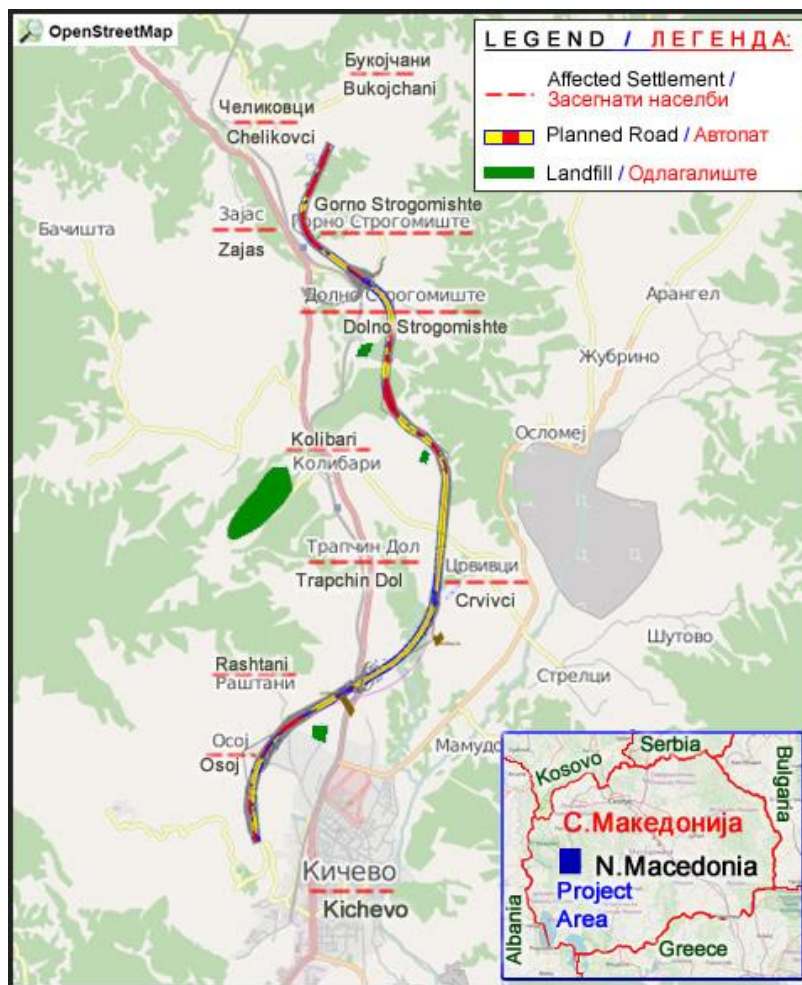 OpenStreetMap
LEGEND / ЛЕГЕНДА:
Affected Settlement /
Засегнати населби
Planned Road / Автопат
Landfill / Одлагалиште
Букојчани
Bukojchani
Челиковци
Chelikovci
Зајас
Zajas
Бачишта
Gorno Strogomishte
Горно Строгомиште
Долно Строгомиште
Dolno Strogomishte
Арангел
Жубрино
Осломеј
Kolibari
Колибари
Трапчин Дол
Trapchin Dol
Црвивци
Crvivci
Шутово
Стрелци
Rashtani
Раштани
Осој
Osoj
Мамудо
Кичево
Kichevo
Serbia
Kosovo
Bulgaria
С.Македонија
N.Macedonia
Project
Area
Albania
Greece